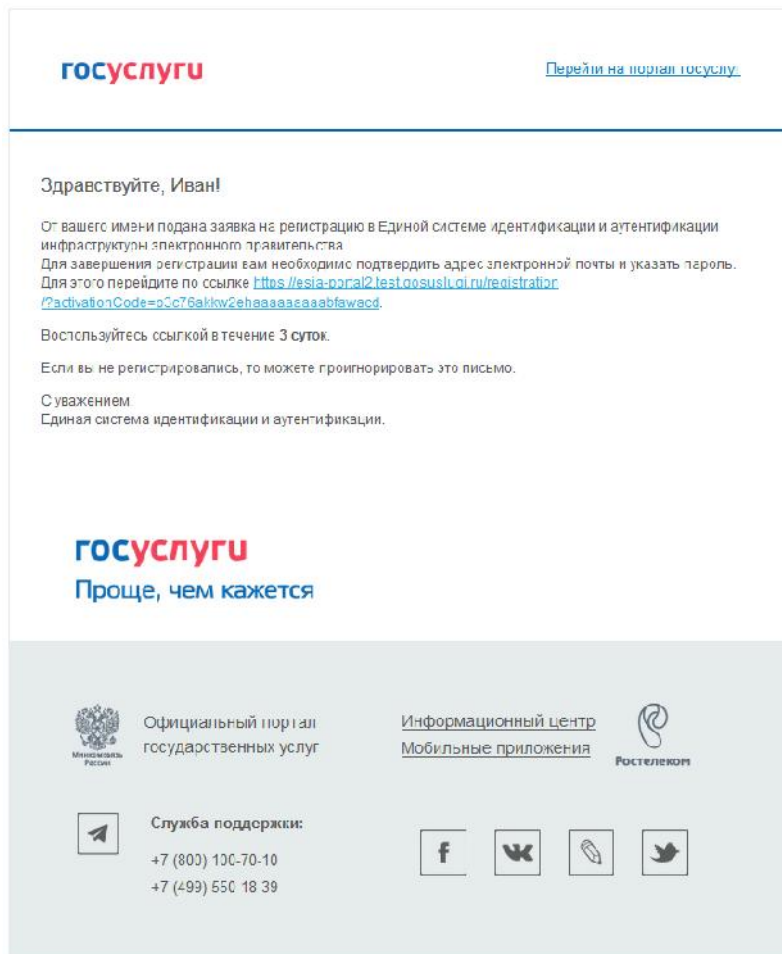 госуслуги
Перейти на портал госуслуг
Здравствуйте, Иван!
От вашего имени подана заявка на регистрацию в Единой системе идентификации и аутентификации
инфраструктуры электронного правительства
Для завершения регистрации вам необходимо подтвердить адрес электронной почты и указать пароль.
Для этого перейдите по ссылке https://esia-portal2.test.gosuslugi.ru/registration
Воспользуйтесь ссылкой в течение 3 суток.
Если вы не регистрировались, то можете проигнорировать это письмо.
С уважением
Единая система идентификации и аутентификации.
госуслуги
Проще, чем кажется
Официальный портал
государственных услуг
Минкомсвязь
России
Информационный центр
Мобильные приложения
Ростелеком
Служба поддержки:
+7 (800) 100-70-10
+7 (499) 550 18 39